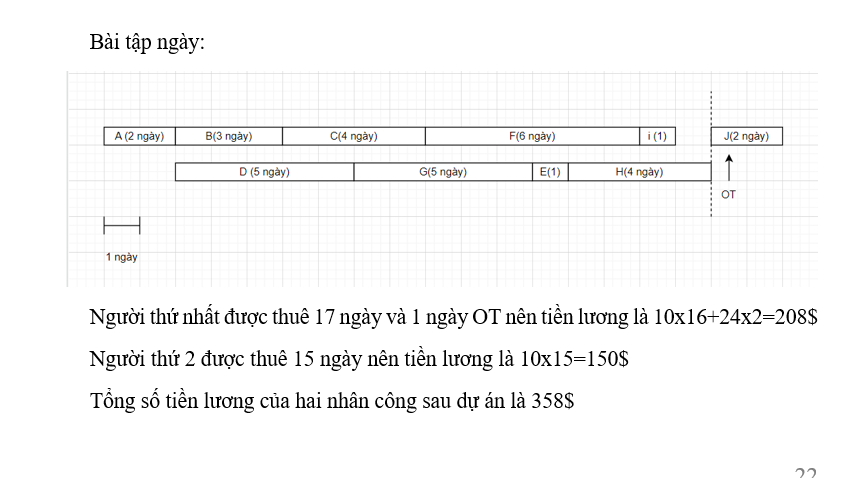 Bài tập ngày:
A (2 ngày) B(3 ngày) C(4 ngày) F(6 ngày) i (1) J(2 ngày)
D (5 ngày) G(5 ngày) E(1) H(4 ngày)
OT
1 ngày
Người thứ nhất được thuê 17 ngày và 1 ngày OT nên tiền lương là 10x16+24x2=208$
Người thứ 2 được thuê 15 ngày nên tiền lương là 10x15=150$
Tổng số tiền lương của hai nhân công sau dự án là 358$
22